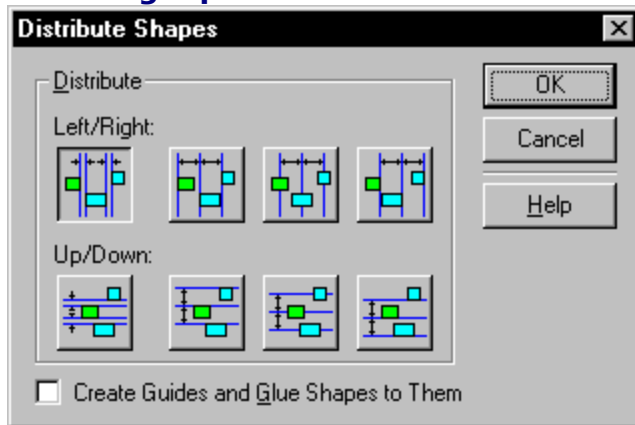 Distribute Shapes
Distribute
OK
Left/Right:
Cancel
Help
Up/Down:
Create Guides and Glue Shapes to Them